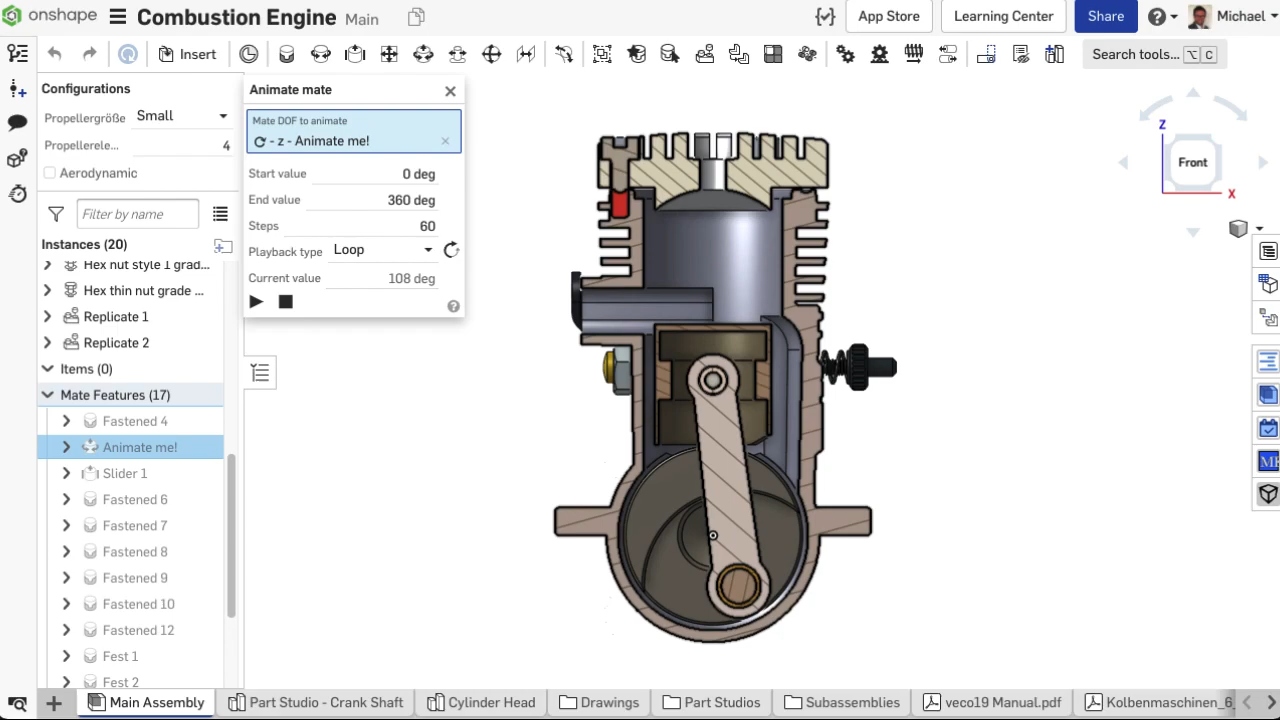 onshape
Combustion Engine Main
App Store
Learning Center
Share
Michael
Insert
Search tools... ⌥ C
Configurations
Propellergröße Small
Propellerele... 4
Aerodynamic
Filter by name
Instances (20)
Hex nut style 1 grad...
Hex thin nut grade ...
Replicate 1
Replicate 2
Items (0)
Mate Features (17)
Fastened 4
Animate me!
Slider 1
Fastened 6
Fastened 7
Fastened 8
Fastened 9
Fastened 10
Fastened 12
Fest 1
Fest 2
Animate mate
Mate DOF to animate
- z - Animate me!
Start value 0 deg
End value 360 deg
Steps 60
Playback type Loop
Current value 108 deg
Z
Front
X
Main Assembly
Part Studio - Crank Shaft
Cylinder Head
Drawings
Part Studios
Subassemblies
veco19 Manual.pdf
Kolbenmaschinen_6